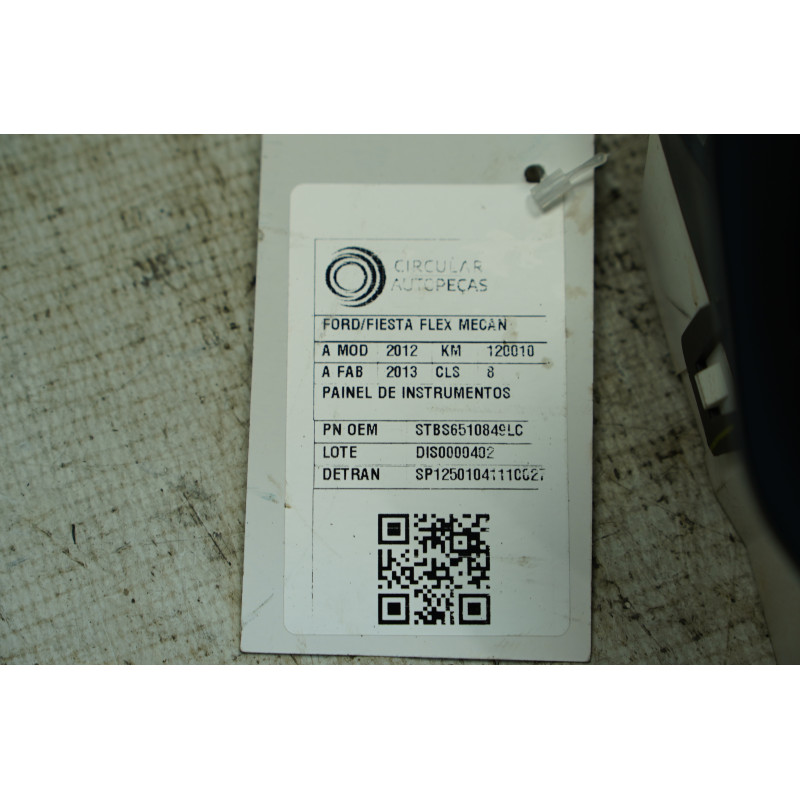 CIRCULAR
AUTOPEÇAS
FORD/FIESTA FLEX MECAN
A MOD 2012 KM 120010
A FAB 2013 CLS 8
PAINEL DE INSTRUMENTOS
PN OEM STBS6510849LC
LOTE DIS0000402
DETRAN SP12501041110027